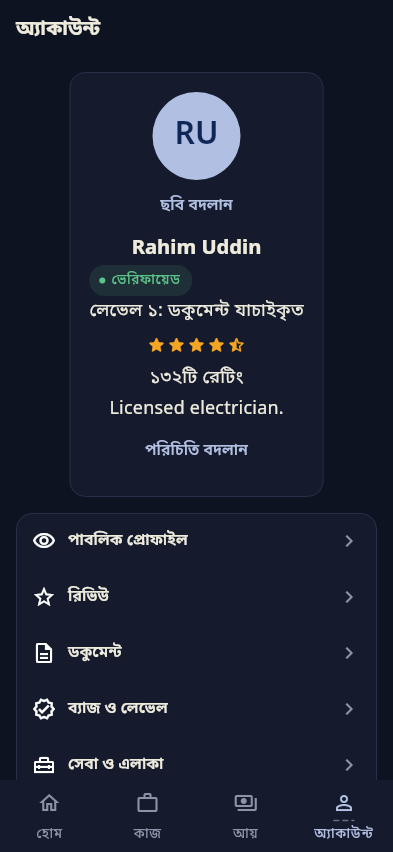 অ্যাকাউন্ট
RU
ছবি বদলান
Rahim Uddin
ভেরিফায়েড
লেভেল ১: ডকুমেন্ট যাচাইকৃত
১৩২টি রেটিং
Licensed electrician.
পরিচিতি বদলান
পাবলিক প্রোফাইল
রিভিউ
ডকুমেন্ট
ব্যাজ ও লেভেল
সেবা ও এলাকা
হোম কাজ আয় অ্যাকাউন্ট